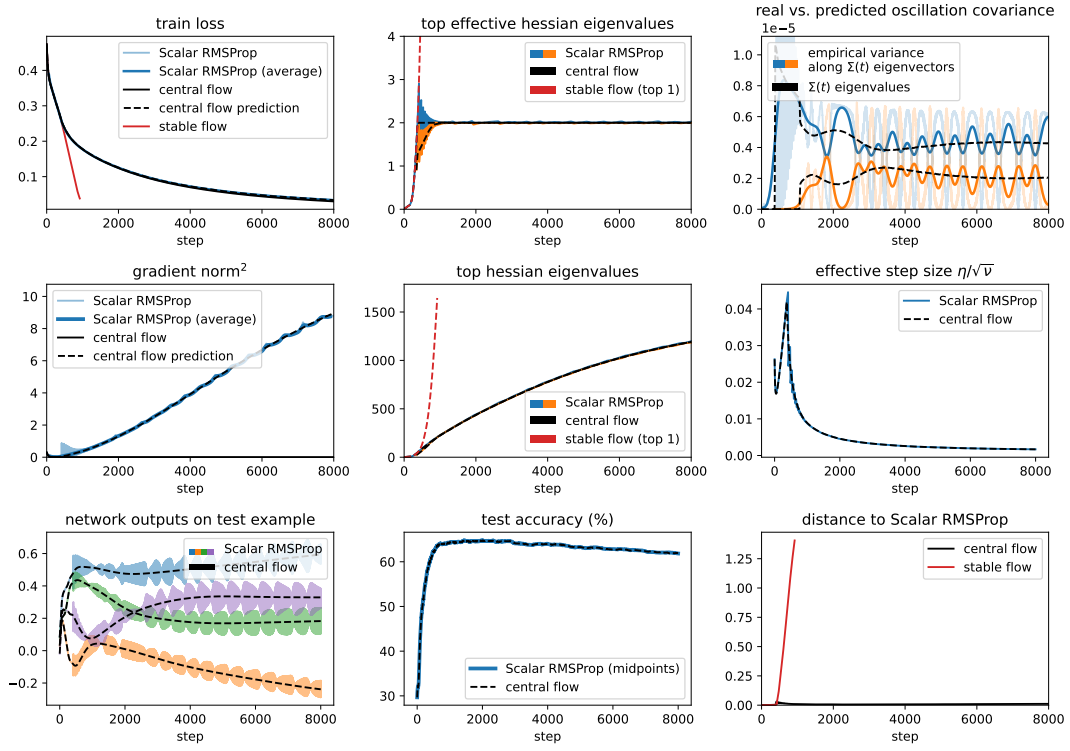 train loss
0.4
0.3
0.2
0.1
0
2000
4000
6000
8000
step
Scalar RMSProp
Scalar RMSProp (average)
central flow
central flow prediction
stable flow
top effective hessian eigenvalues
4
3
2
1
0
0
2000
4000
6000
8000
step
Scalar RMSProp
central flow
stable flow (top 1)
real vs. predicted oscillation covariance
1e−5
1.0
0.8
0.6
0.4
0.2
0.0
0
2000
4000
6000
8000
step
empirical variance
along Σ(t) eigenvectors
Σ(t) eigenvalues
gradient norm²
10
8
6
4
2
0
0
2000
4000
6000
8000
step
Scalar RMSProp
Scalar RMSProp (average)
central flow
central flow prediction
top hessian eigenvalues
1500
1000
500
0
0
2000
4000
6000
8000
step
Scalar RMSProp
central flow
stable flow (top 1)
effective step size η/√ν
0.04
0.03
0.02
0.01
0.00
0
2000
4000
6000
8000
step
Scalar RMSProp
central flow
network outputs on test example
0.6
0.4
0.2
0.0
−0.2
0
2000
4000
6000
8000
step
Scalar RMSProp
central flow
test accuracy (%)
60
50
40
30
0
2000
4000
6000
8000
step
Scalar RMSProp (midpoints)
central flow
distance to Scalar RMSProp
1.25
1.00
0.75
0.50
0.25
0.00
0
2000
4000
6000
8000
step
central flow
stable flow